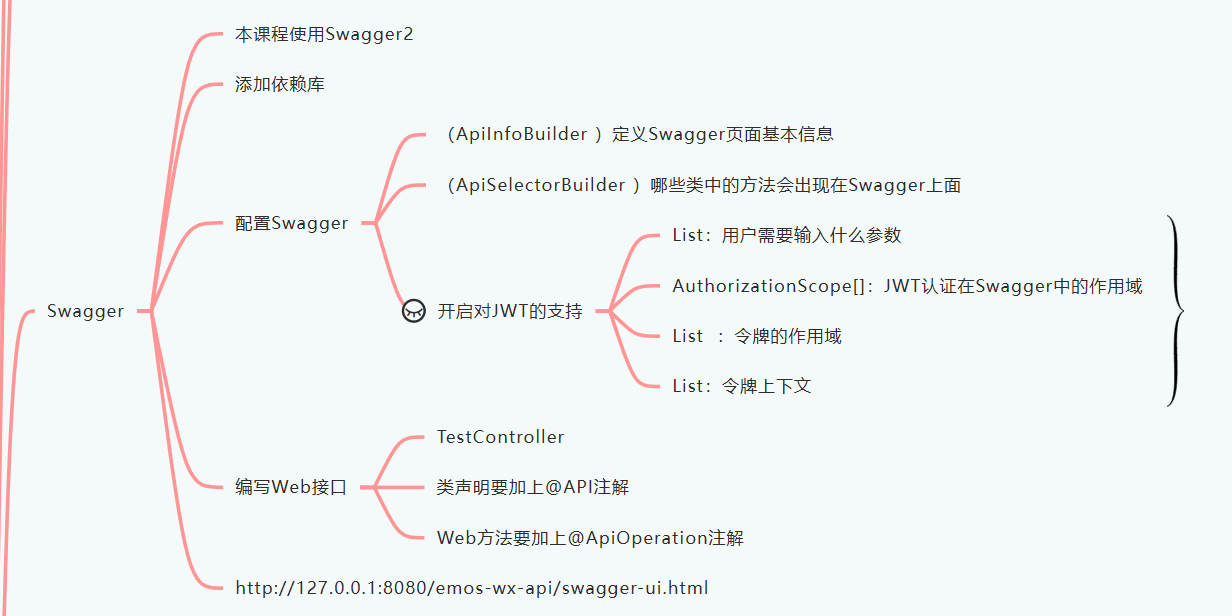 本课程使用Swagger2
添加依赖库
（ApiInfoBuilder ）定义Swagger页面基本信息
（ApiSelectorBuilder ）哪些类中的方法会出现在Swagger上面
配置Swagger
List：用户需要输入什么参数
AuthorizationScope[]：JWT认证在Swagger中的作用域
Swagger
开启对JWT的支持
List ：令牌的作用域
List：令牌上下文
TestController
编写Web接口
类声明要加上@API注解
Web方法要加上@ApiOperation注解
http://127.0.0.1:8080/emos-wx-api/swagger-ui.html